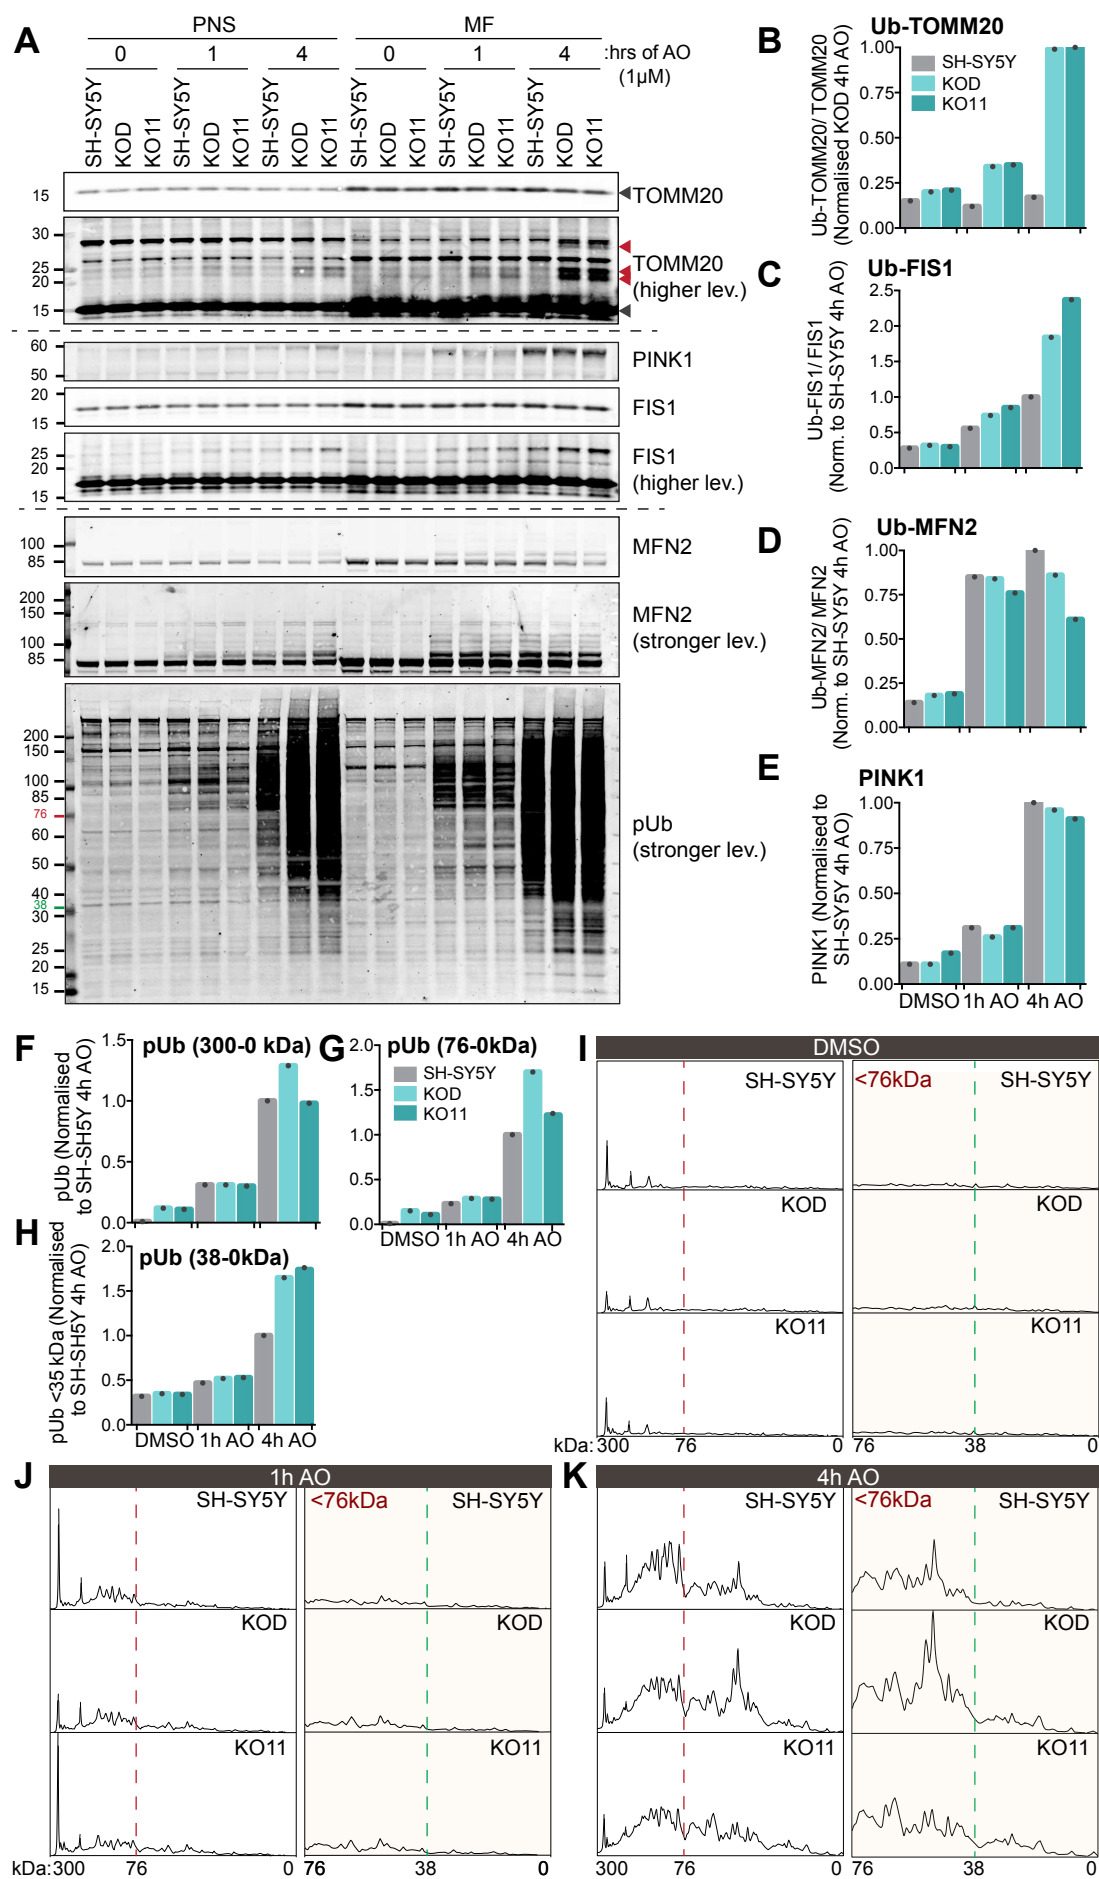 A
PNS
MF
0
1
4
0
1
4
:hrs of AO
(1µM)
SH-SY5Y
KOD
KO11
SH-SY5Y
KOD
KO11
SH-SY5Y
KOD
KO11
SH-SY5Y
KOD
KO11
SH-SY5Y
KOD
KO11
SH-SY5Y
KOD
KO11
15
TOMM20
30
25
20
15
TOMM20
(higher lev.)
60
50
PINK1
20
15
FIS1
25
20
15
FIS1
(higher lev.)
100
85
MFN2
200
150
100
85
MFN2
(stronger lev.)
200
150
100
85
76
60
50
40
38
30
25
20
15
pUb
(stronger lev.)
B
Ub-TOMM20
Ub-TOMM20/ TOMM20
(Normalised KOD 4h AO)
1.00
0.75
0.50
0.25
0
SH-SY5Y
KOD
KO11
C
Ub-FIS1
Ub-FIS1/ FIS1
(Norm. to SH-SY5Y 4h AO)
2.5
2.0
1.5
1.0
0.5
0.0
D
Ub-MFN2
Ub-MFN2/ MFN2
(Norm. to SH-SY5Y 4h AO)
1.00
0.75
0.50
0.25
0.00
E
PINK1
PINK1 (Normalised to
SH-SY5Y 4h AO)
1.00
0.75
0.50
0.25
0.00
DMSO 1h AO 4h AO
F
pUb (300-0 kDa)
pUb (Normalised
to SH-SH5Y 4h AO)
1.5
1.0
0.5
0.0
G
pUb (76-0kDa)
2.0
1.5
1.0
0.5
0.0
SH-SY5Y
KOD
KO11
DMSO 1h AO 4h AO
H
pUb (38-0kDa)
pUb <35 kDa (Normalised
to SH-SH5Y 4h AO)
2.0
1.5
1.0
0.5
0.0
DMSO 1h AO 4h AO
I
DMSO
SH-SY5Y
<76kDa
SH-SY5Y
KOD
KOD
KO11
KO11
kDa: 300 76 0
76 38 0
J
1h AO
SH-SY5Y
<76kDa
SH-SY5Y
KOD
KOD
KO11
KO11
kDa: 300 76 0
76 38 0
K
4h AO
SH-SY5Y
<76kDa
SH-SY5Y
KOD
KOD
KO11
KO11
300 76 0
76 38 0